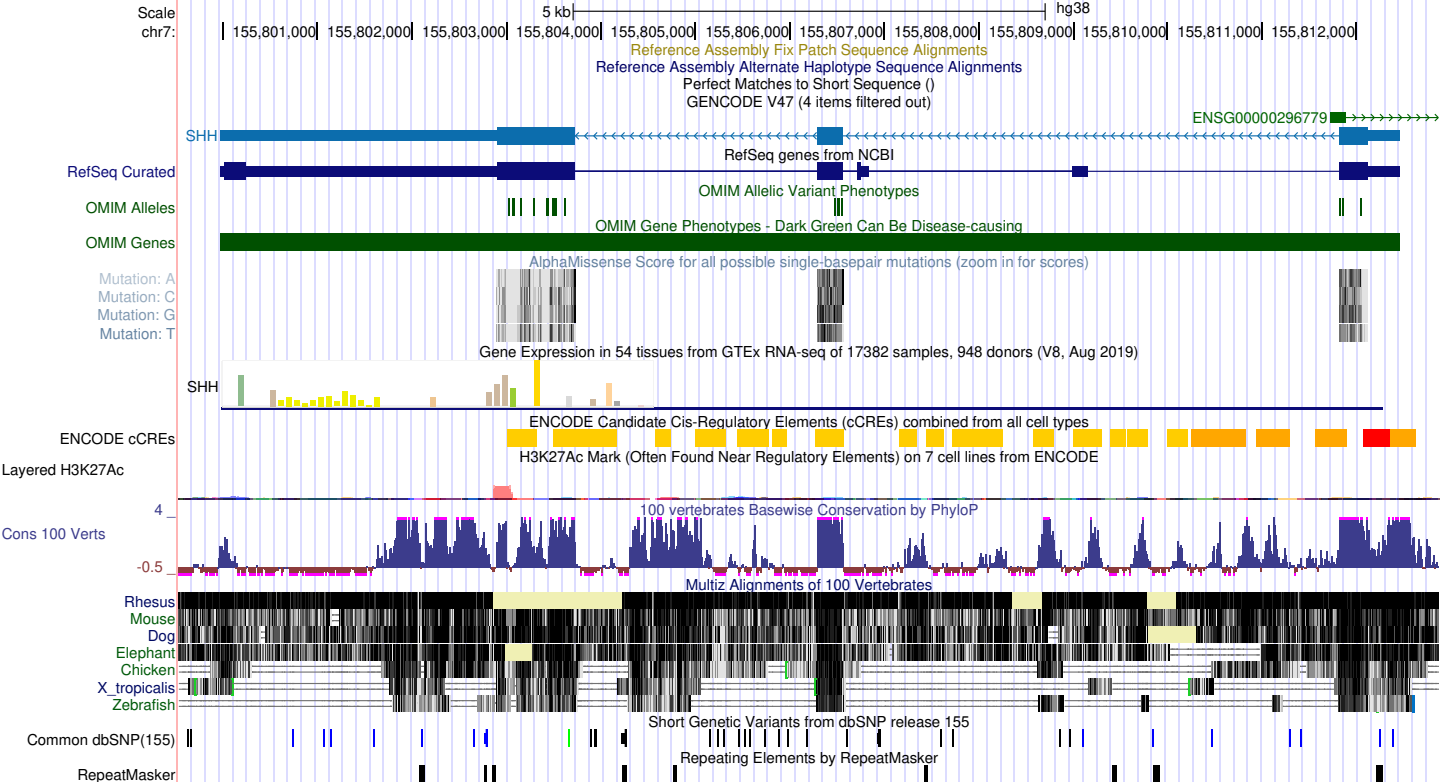 Scale 5 kb hg38
chr7: 155,801,000 155,802,000 155,803,000 155,804,000 155,805,000 155,806,000 155,807,000 155,808,000 155,809,000 155,810,000 155,811,000 155,812,000
Reference Assembly Fix Patch Sequence Alignments
Reference Assembly Alternate Haplotype Sequence Alignments
Perfect Matches to Short Sequence ()
GENCODE V47 (4 items filtered out)
ENSG00000296779
SHH
RefSeq genes from NCBI
RefSeq Curated
OMIM Allelic Variant Phenotypes
OMIM Alleles
OMIM Gene Phenotypes - Dark Green Can Be Disease-causing
OMIM Genes
AlphaMissense Score for all possible single-basepair mutations (zoom in for scores)
Mutation: A
Mutation: C
Mutation: G
Mutation: T
Gene Expression in 54 tissues from GTEx RNA-seq of 17382 samples, 948 donors (V8, Aug 2019)
SHH
ENCODE Candidate Cis-Regulatory Elements (cCREs) combined from all cell types
ENCODE cCREs
H3K27Ac Mark (Often Found Near Regulatory Elements) on 7 cell lines from ENCODE
Layered H3K27Ac
100 vertebrates Basewise Conservation by PhyloP
4 _
Cons 100 Verts
-0.5 _
Multiz Alignments of 100 Vertebrates
Rhesus
Mouse
Dog
Elephant
Chicken
X_tropicalis
Zebrafish
Short Genetic Variants from dbSNP release 155
Common dbSNP(155)
Repeating Elements by RepeatMasker
RepeatMasker